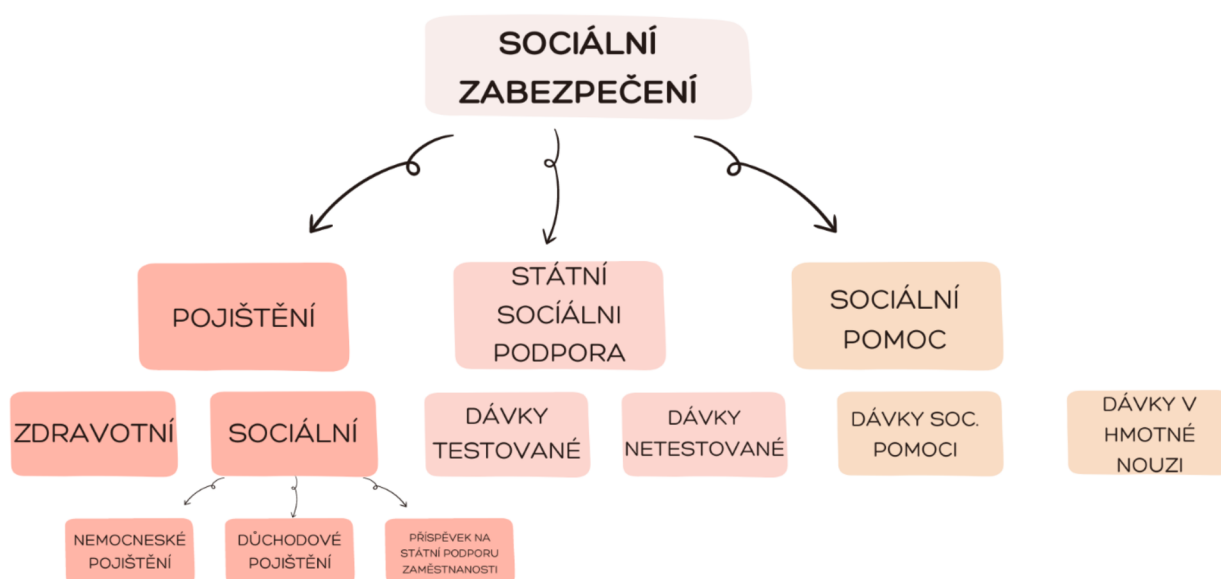 SOCIÁLNÍ
ZABEZPEČENÍ
POJIŠTĚNÍ
STÁTNÍ
SOCÍÁLNI
PODPORA
SOCIÁLNÍ
POMOC
ZDRAVOTNÍ
SOCIÁLNÍ
DÁVKY
TESTOVANÉ
DÁVKY
NETESTOVANÉ
DÁVKY SOC.
POMOCI
DÁVKY V
HMOTNÉ
NOUZI
NEMOCNESKÉ
POJIŠTĚNÍ
DŮCHODOVÉ
POJIŠTĚNÍ
PŘÍSPĚVEK NA
STÁTNÍ PODPORU
ZAMĚSTNANOSTI